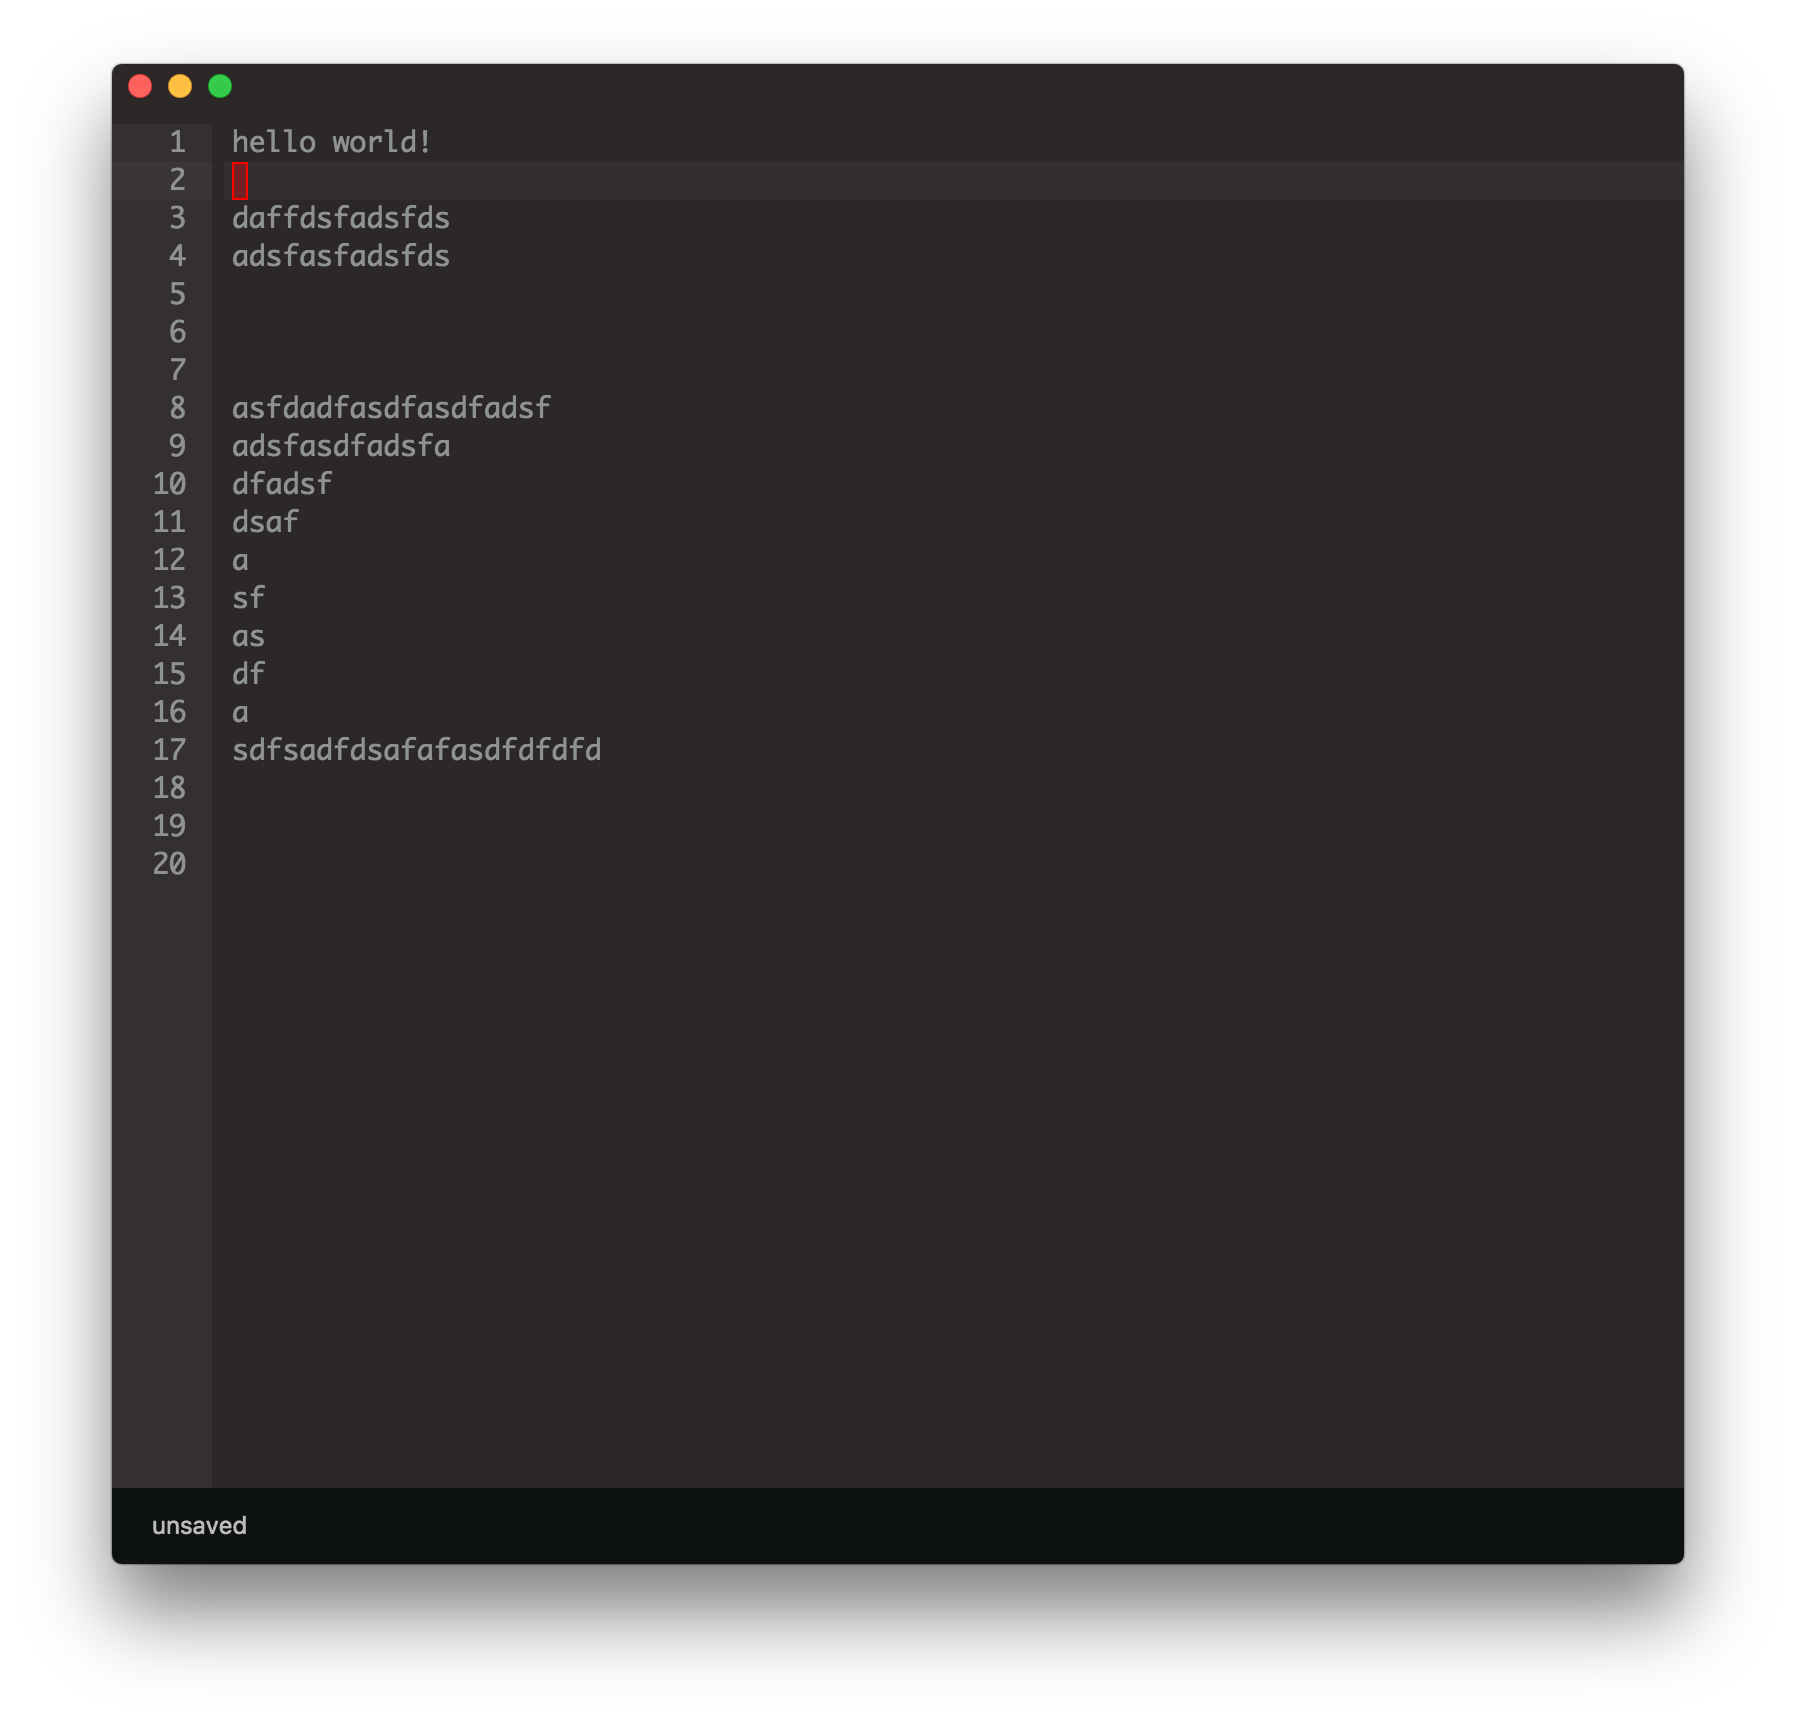 1 hello world!
2
3 daffdsfadsfds
4 adsfasfadsfds
5
6
7
8 asfdadfasdfasdfadsf
9 adsfasdfadsfa
10 dfadsf
11 dsaf
12 a
13 sf
14 as
15 df
16 a
17 sdfsadfdsafafasdfdfdfd
18
19
20
unsaved